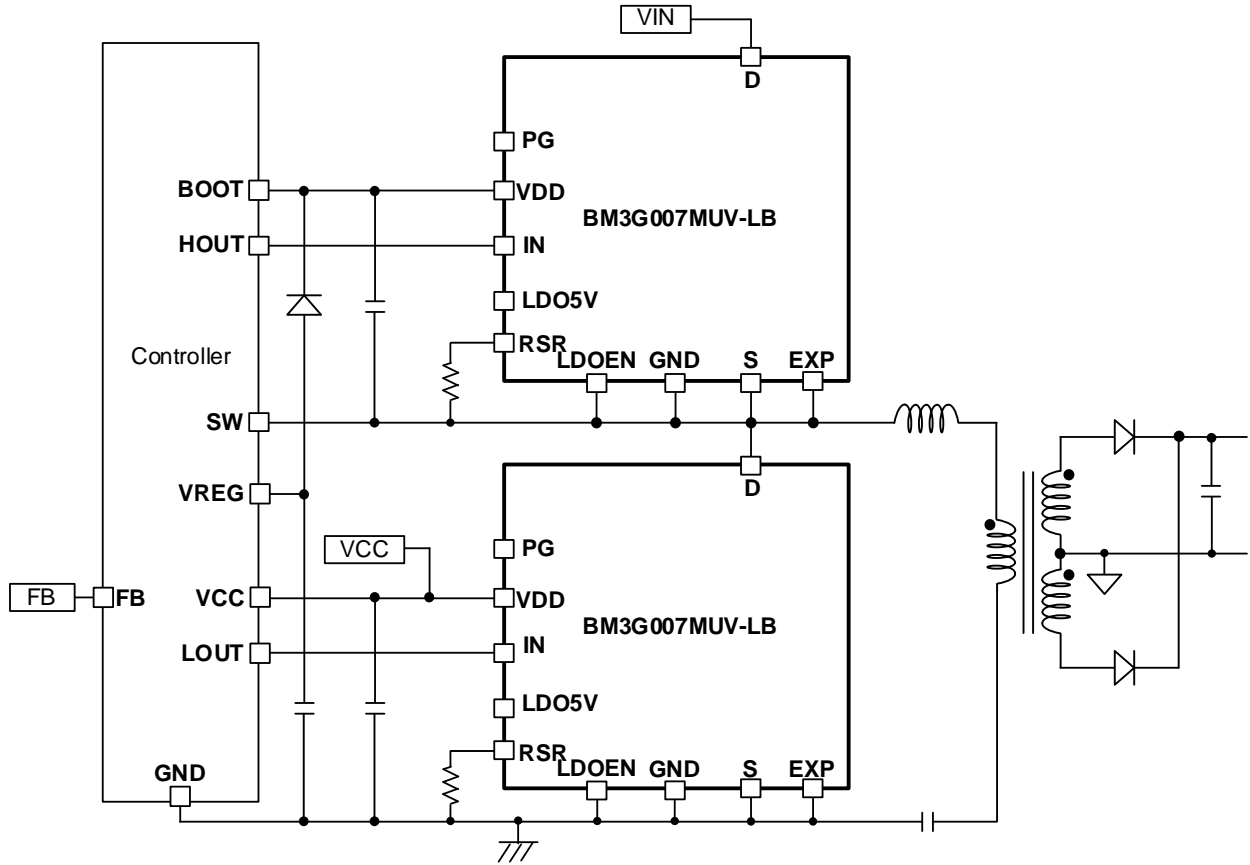 VIN
D
PG
BOOT
VDD
BM3G007MUV-LB
HOUT
IN
LDO5V
Controller
RSR
LDOEN GND S EXP
SW
D
VREG
PG
VCC
FB
FB
VCC
VDD
BM3G007MUV-LB
LOUT
IN
LDO5V
RSR
GND
LDOEN GND S EXP